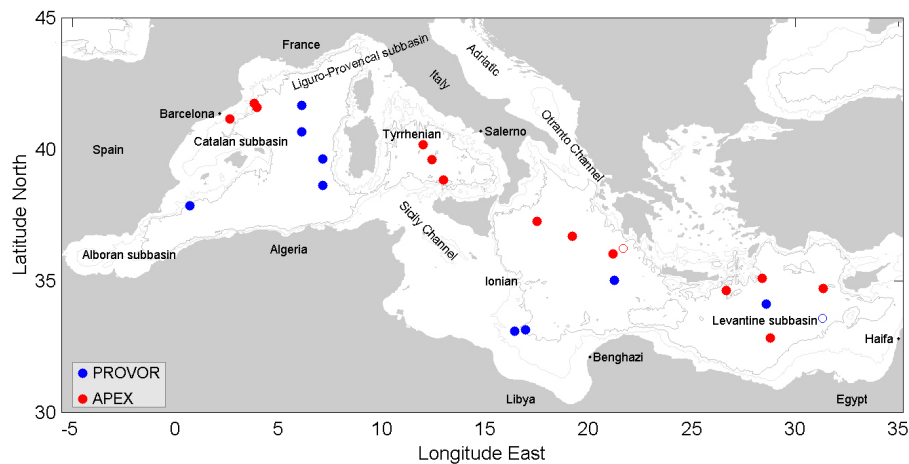 45
40
35
30
Latitude North
France
Liguro-Provencal subbasin
Adriatic
Italy
Barcelona
Catalan subbasin
Tyrrhenian
Salerno
Otranto Channel
Spain
Sicily Channel
Alboran subbasin
Algeria
Ionian
Levantine subbasin
Haifa
Benghazi
Libya
Egypt
PROVOR
APEX
-5 0 5 10 15 20 25 30 35
Longitude East